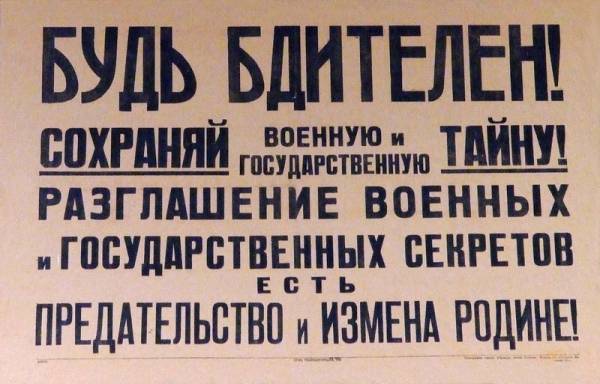 БУДЬ БДИТЕЛЕН!
СОХРАНЯЙ ВОЕННУЮ и ГОСУДАРСТВЕННУЮ ТАЙНУ!
РАЗГЛАШЕНИЕ ВОЕННЫХ
и ГОСУДАРСТВЕННЫХ СЕКРЕТОВ
ЕСТЬ
ПРЕДАТЕЛЬСТВО и ИЗМЕНА РОДИНЕ!